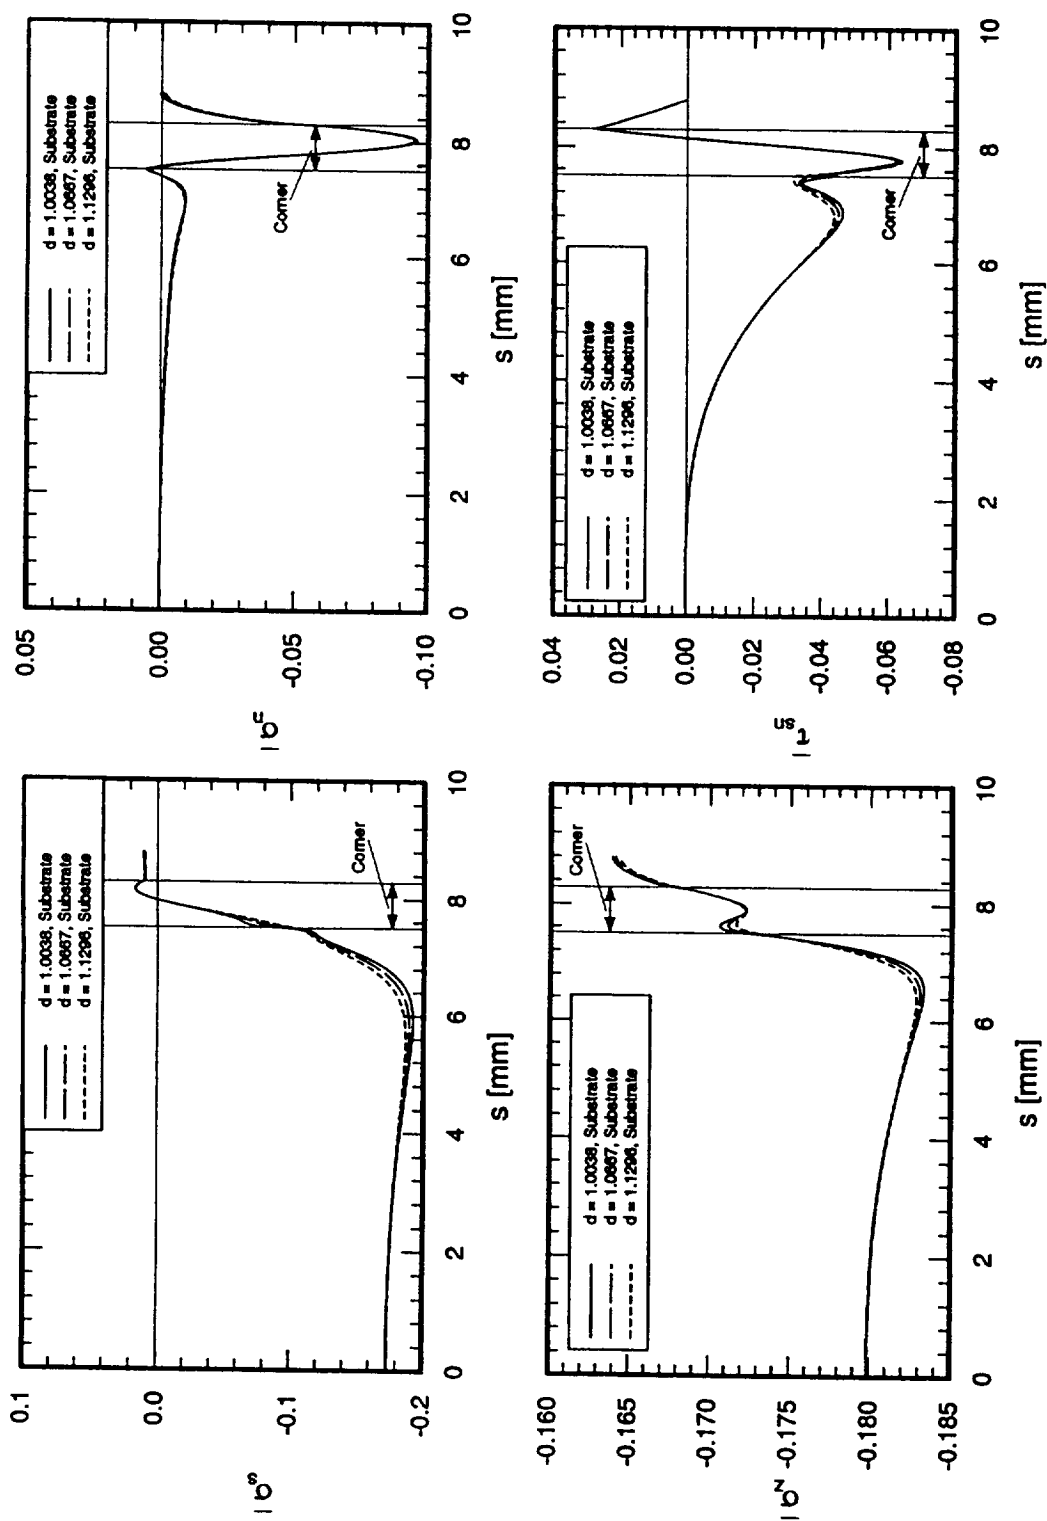 0.1
0.0
-0.1
-0.2
σ̄s
0
2
4
6
8
10
s [mm]
d = 1.0038, Substrate
d = 1.0667, Substrate
d = 1.1296, Substrate
Corner
0.05
0.00
-0.05
-0.10
σ̄n
0
2
4
6
8
10
s [mm]
d = 1.0038, Substrate
d = 1.0667, Substrate
d = 1.1296, Substrate
Corner
-0.160
-0.165
-0.170
-0.175
-0.180
-0.185
σ̄z
0
2
4
6
8
10
s [mm]
d = 1.0038, Substrate
d = 1.0667, Substrate
d = 1.1296, Substrate
Corner
0.04
0.02
0.00
-0.02
-0.04
-0.06
-0.08
τ̄sn
0
2
4
6
8
10
s [mm]
d = 1.0038, Substrate
d = 1.0667, Substrate
d = 1.1296, Substrate
Corner